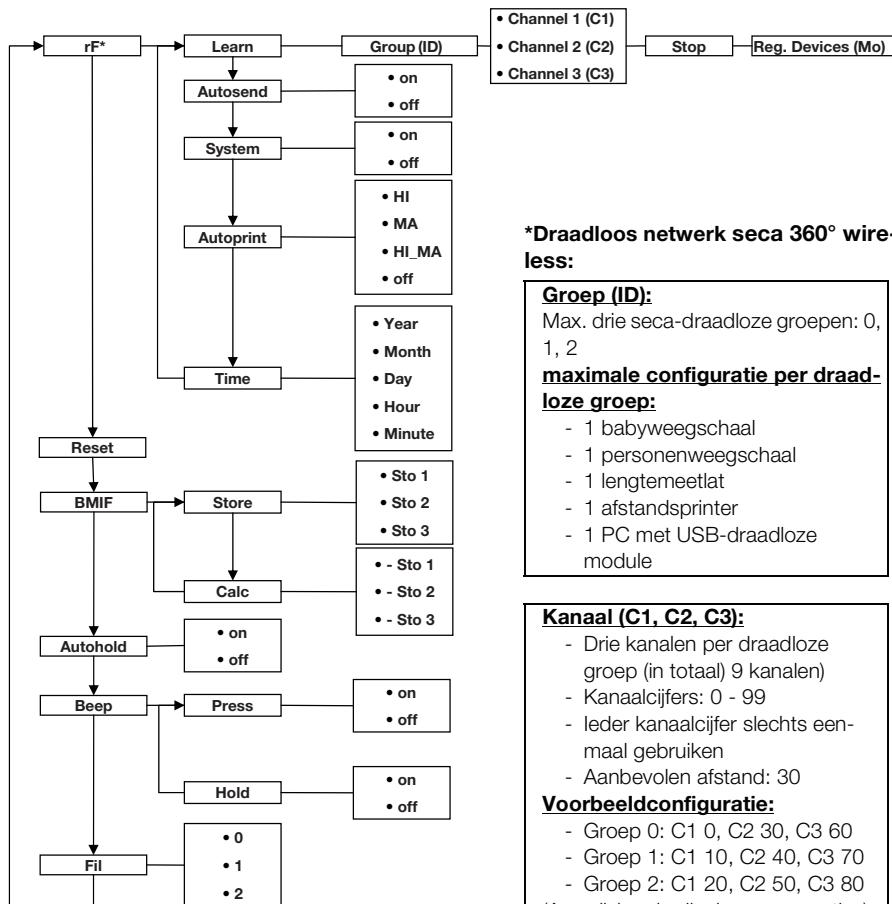 rF*
Learn
Group (ID)
• Channel 1 (C1)
• Channel 2 (C2)
• Channel 3 (C3)
Stop
Reg. Devices (Mo)
Autosend
• on
• off
System
• on
• off
Autoprint
• HI
• MA
• HI_MA
• off
Time
• Year
• Month
• Day
• Hour
• Minute
Reset
BMIF
Store
• Sto 1
• Sto 2
• Sto 3
Calc
• - Sto 1
• - Sto 2
• - Sto 3
Autohold
• on
• off
Beep
Press
• on
• off
Hold
• on
• off
Fil
• 0
• 1
• 2
*Draadloos netwerk seca 360° wire-
less:
Groep (ID):
Max. drie seca-draadloze groepen: 0,
1, 2
maximale configuratie per draad-
loze groep:
- 1 babyweegschaal
- 1 personenweegschaal
- 1 lengtemeetlat
- 1 afstandsprinter
- 1 PC met USB-draadloze
module
Kanaal (C1, C2, C3):
- Drie kanalen per draadloze
groep (in totaal) 9 kanalen)
- Kanaalcijfers: 0 - 99
- Ieder kanaalcijfer slechts een-
maal gebruiken
- Aanbevolen afstand: 30
Voorbeeldconfiguratie:
- Groep 0: C1 0, C2 30, C3 60
- Groep 1: C1 10, C2 40, C3 70
- Groep 2: C1 20, C2 50, C3 80